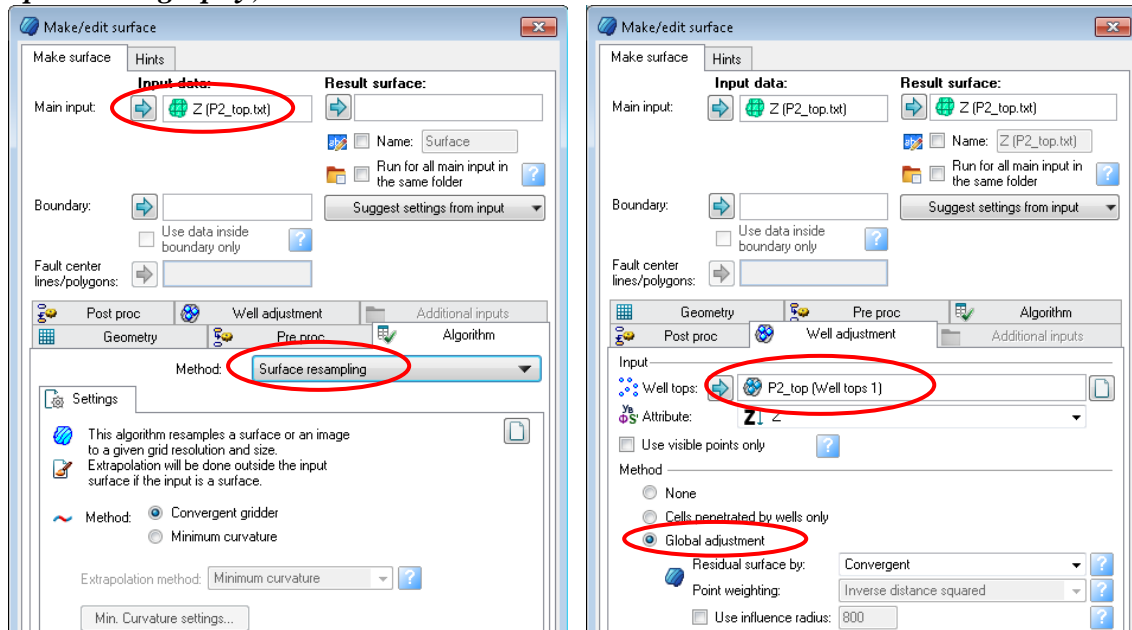 Make/edit surface
Make surface Hints
Input data: Result surface:
Main input: Z (P2_top.txt)
Name: Surface
Run for all main input in
the same folder
Boundary: Suggest settings from input
Use data inside
boundary only
Fault center
lines/polygons:
Post proc Well adjustment Additional inputs
Geometry Pre proc Algorithm
Method: Surface resampling
Settings
This algorithm resamples a surface or an image
to a given grid resolution and size.
Extrapolation will be done outside the input
surface if the input is a surface.
Method: Convergent gridder
Minimum curvature
Extrapolation method: Minimum curvature
Min. Curvature settings...
Make/edit surface
Make surface Hints
Input data: Result surface:
Main input: Z (P2_top.txt) Z (P2_top.txt)
Name: Z (P2_top.txt)
Run for all main input in
the same folder
Boundary: Suggest settings from input
Use data inside
boundary only
Fault center
lines/polygons:
Geometry Pre proc Algorithm
Post proc Well adjustment Additional inputs
Input
Well tops: P2_top (Well tops 1)
Attribute: Z
Use visible points only
Method
None
Cells penetrated by wells only
Global adjustment
Residual surface by: Convergent
Point weighting: Inverse distance squared
Use influence radius: 800